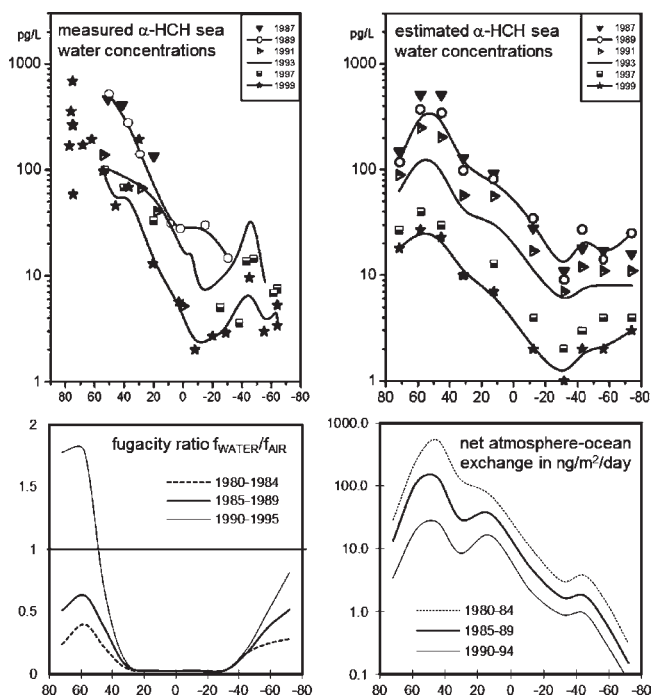 measured α-HCH sea
water concentrations
pg/L
1987
1989
1991
1993
1997
1999
1000
100
10
1
80 60 40 20 0 -20 -40 -60 -80
estimated α-HCH sea
water concentrations
pg/L
1987
1989
1991
1993
1997
1999
1000
100
10
1
80 60 40 20 0 -20 -40 -60 -80
fugacity ratio fWATER/fAIR
1980-1984
1985-1989
1990-1995
2
1.5
1
0.5
0
80 60 40 20 0 -20 -40 -60 -80
net atmosphere-ocean
exchange in ng/m²/day
1000.0
100.0
10.0
1.0
0.1
1980-84
1985-89
1990-94
80 60 40 20 0 -20 -40 -60 -80